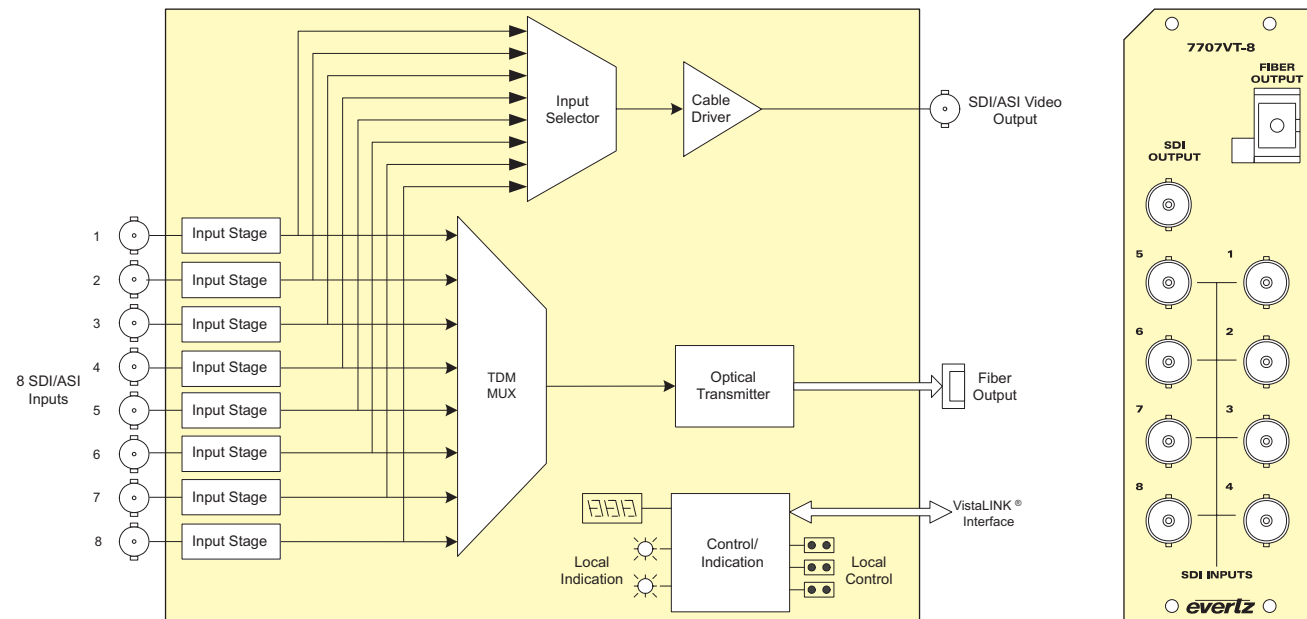 Input
Selector
Cable
Driver
SDI/ASI Video
Output
8 SDI/ASI
Inputs
1
Input Stage
2
Input Stage
3
Input Stage
4
Input Stage
5
Input Stage
6
Input Stage
7
Input Stage
8
Input Stage
TDM
MUX
Optical
Transmitter
Fiber
Output
Control/
Indication
VistaLINK ®
Interface
Local
Indication
Local
Control
7707VT-8
FIBER
OUTPUT
SDI
OUTPUT
5 1
6 2
7 3
8 4
SDI INPUTS
everlz